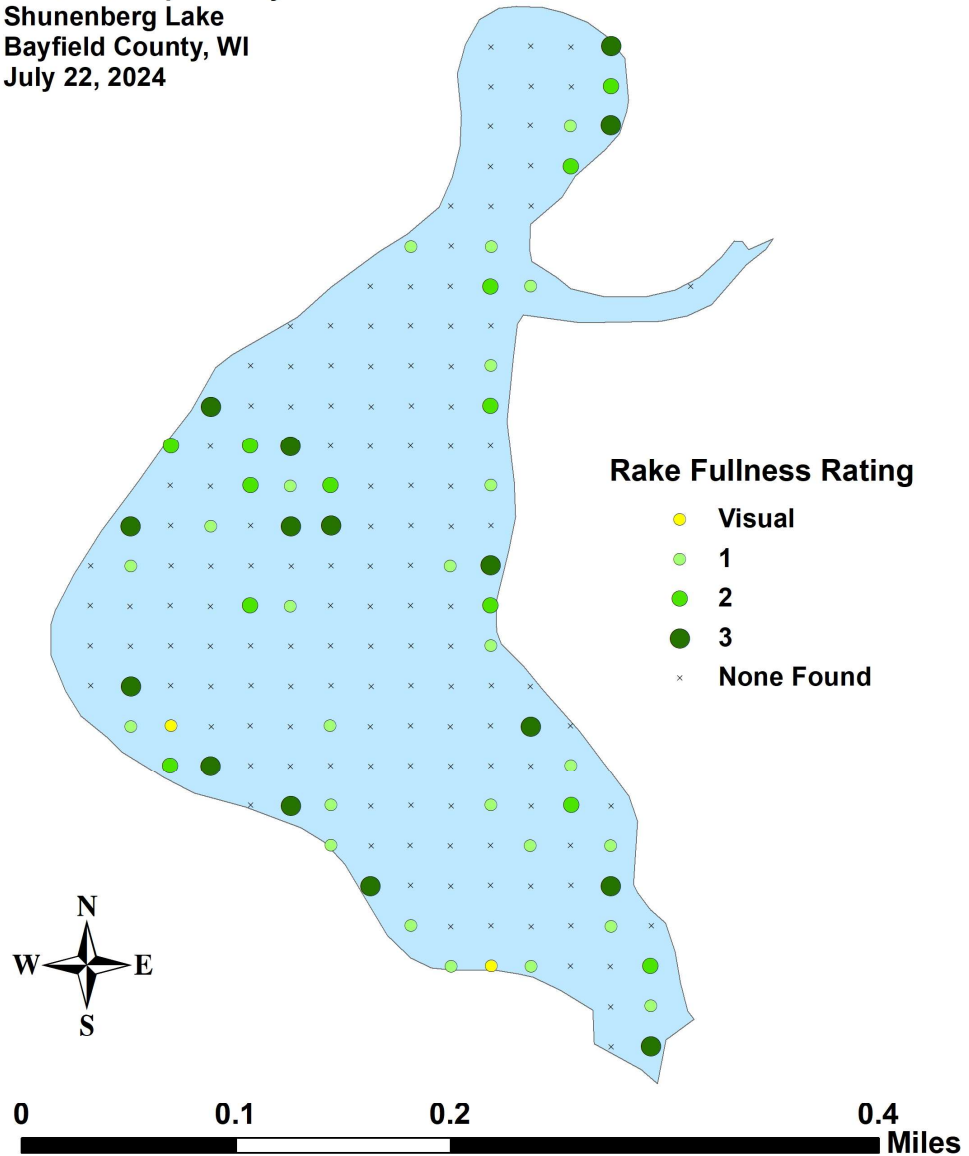 Shunenberg Lake
Bayfield County, WI
July 22, 2024
Rake Fullness Rating
Visual
1
2
3
None Found
N
W E
S
0 0.1 0.2 0.4
Miles